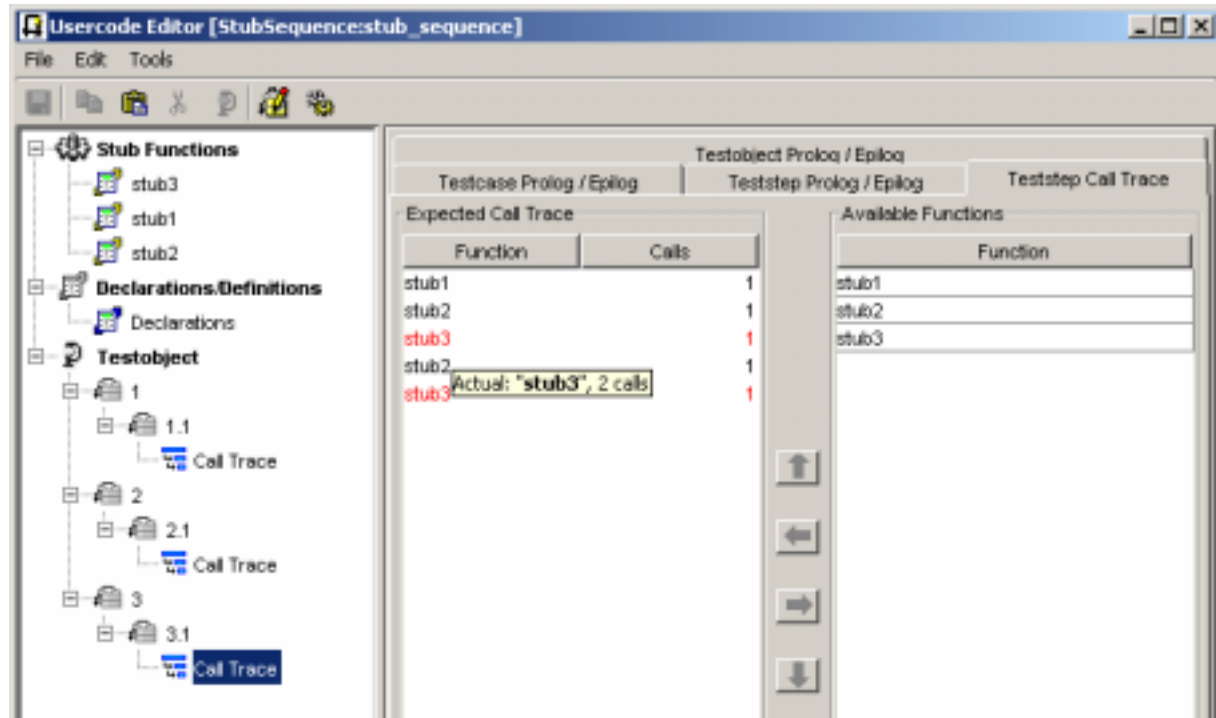 Usercode Editor [StubSequence:stub_sequence]
File Edit Tools
Stub Functions
stub3
stub1
stub2
Declarations/Definitions
Declarations
Testobject
1
1.1
Call Trace
2
2.1
Call Trace
3
3.1
Call Trace
Testobject Prolog / Epilog
Testcase Prolog / Epilog Teststep Prolog / Epilog Teststep Call Trace
Expected Call Trace
Function Calls
stub1 1
stub2 1
stub3 1
stub2 1
Actual: "stub3", 2 calls
stub3 1
Available Functions
Function
stub1
stub2
stub3